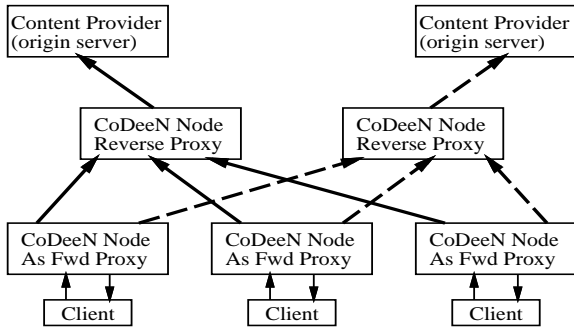 Content Provider
(origin server)
Content Provider
(origin server)
CoDeeN Node
Reverse Proxy
CoDeeN Node
Reverse Proxy
CoDeeN Node
As Fwd Proxy
CoDeeN Node
As Fwd Proxy
CoDeeN Node
As Fwd Proxy
Client
Client
Client